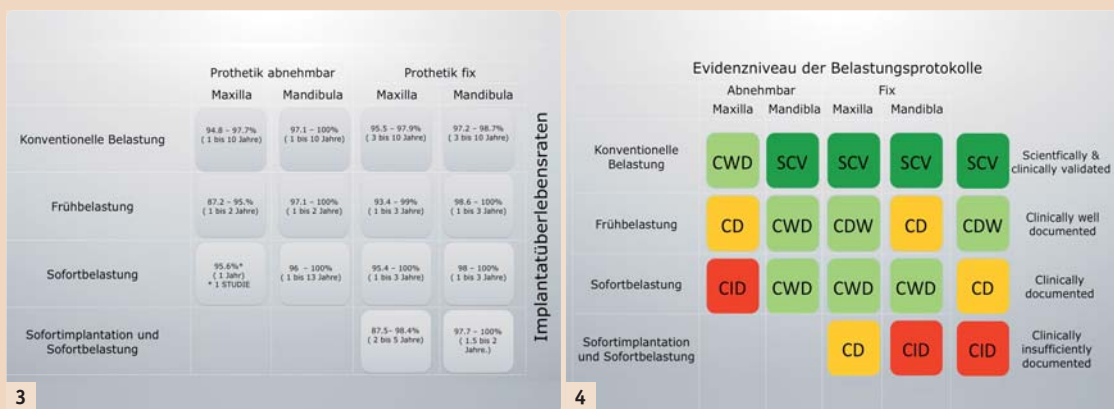 Prothetik abnehmbar Prothetik fix
Maxilla Mandibula Maxilla Mandibula
Konventionelle Belastung
94.8 – 97.7%
( 1 bis 10 Jahre)
97.1 – 100%
( 1 bis 10 Jahre)
95.5 – 97.9%
( 3 bis 10 Jahre)
97.2 – 98.7%
( 3 bis 10 Jahre)
Frühbelastung
87.2 – 95.%
( 1 bis 2 Jahre)
97.1 – 100%
( 1 bis 2 Jahre)
93.4 – 99%
( 1 bis 3 Jahre)
98.6 – 100%
( 1 bis 3 Jahre)
Sofortbelastung
95.6%*
( 1 Jahr)
* 1 STUDIE
96 – 100%
( 1 bis 13 Jahre)
95.4 – 100%
( 1 bis 3 Jahre)
98 – 100%
( 1 bis 3 Jahre)
Sofortimplantation und
Sofortbelastung
87.5– 98.4%
( 2 bis 5 Jahre)
97.7 – 100%
( 1.5 bis 2
Jahre.)
Implantatüberlebensraten
3
Evidenzniveau der Belastungsprotokolle
Abnehmbar Fix
Maxilla Mandibla Maxilla Mandibla
Konventionelle
Belastung
CWD SCV SCV SCV SCV
Scientfically &
clinically validated
Frühbelastung
CD CWD CDW CD CDW
Clinically well
documented
Sofortbelastung
CID CWD CWD CWD CD
Clinically
documented
Sofortimplantation
und Sofortbelastung
CD CID CID
Clinically
insufficiently
documented
4